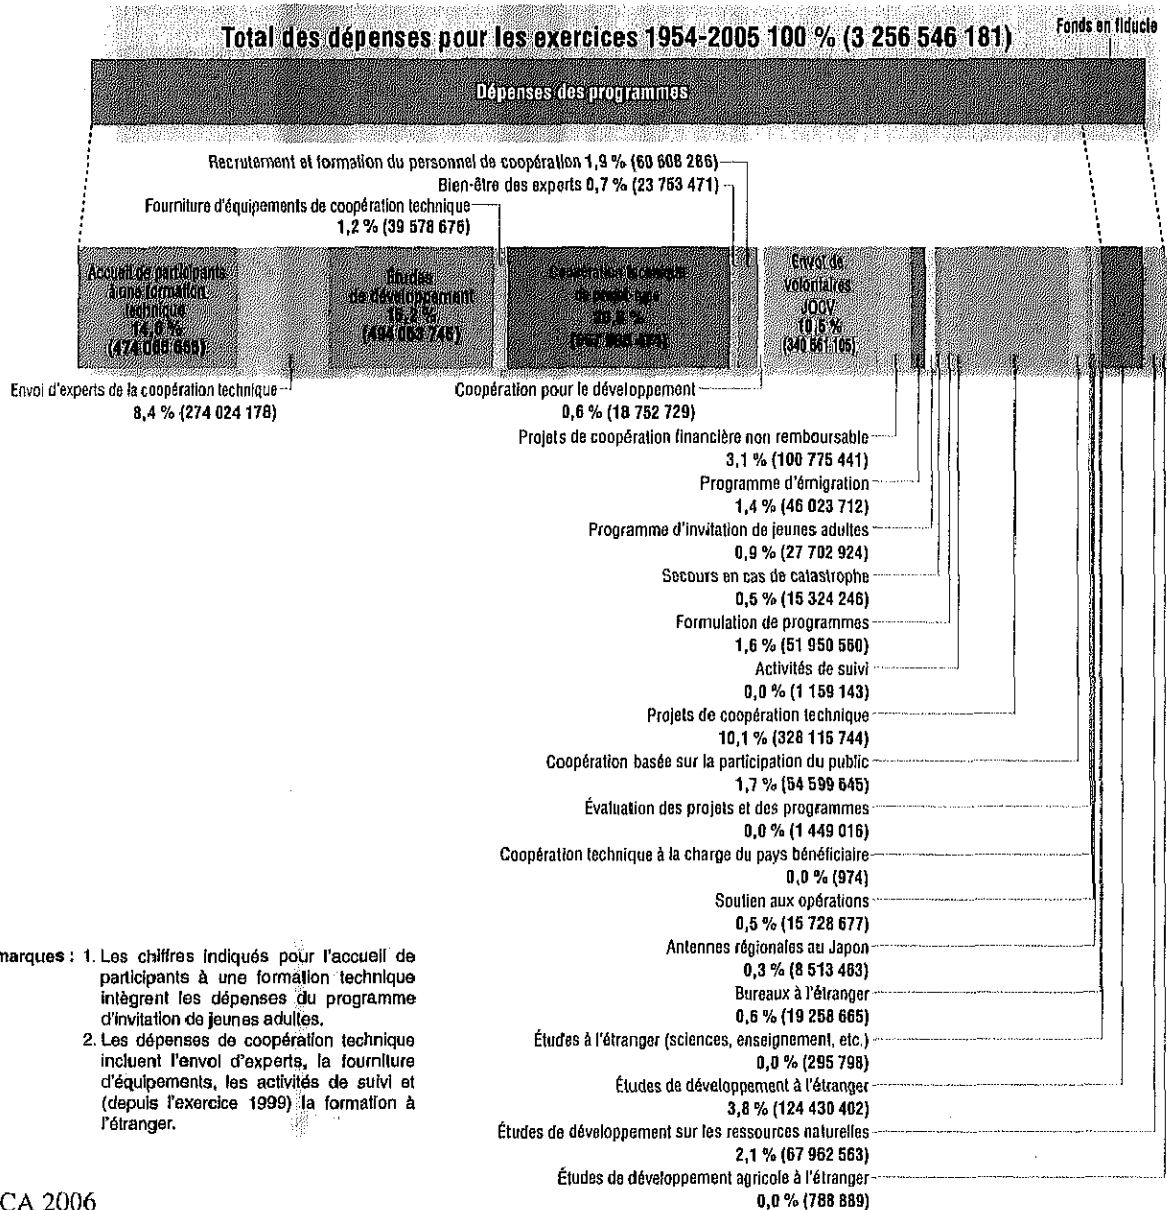 Total des dépenses pour les exercices 1954-2005 100 % (3 256 546 181)
Fonds en fiducie
Dépenses des programmes
Recrutement et formation du personnel de coopération 1,9 % (60 608 286)
Bien-être des experts 0,7 % (23 753 471)
Fourniture d'équipements de coopération technique
1,2 % (39 578 676)
Accueil de participants
à une formation
technique
14,6 %
Études
de développement
15,2 %
Coopération technique
Envoi de
volontaires
JOCV
10,5 %
(340 661 105)
Envoi d'experts de la coopération technique
8,4 % (274 024 178)
Coopération pour le développement
0,6 % (18 752 729)
Projets de coopération financière non remboursable
3,1 % (100 775 441)
Programme d'émigration
1,4 % (46 023 712)
Programme d'invitation de jeunes adultes
0,9 % (27 702 924)
Secours en cas de catastrophe
0,5 % (15 324 246)
Formulation de programmes
1,6 % (51 950 560)
Activités de suivi
0,0 % (1 159 143)
Projets de coopération technique
10,1 % (328 115 744)
Coopération basée sur la participation du public
1,7 % (54 599 645)
Évaluation des projets et des programmes
0,0 % (1 449 016)
Coopération technique à la charge du pays bénéficiaire
0,0 % (974)
Soutien aux opérations
0,5 % (15 728 677)
Antennes régionales au Japon
0,3 % (8 513 463)
Bureaux à l'étranger
0,6 % (19 258 665)
Études à l'étranger (sciences, enseignement, etc.)
0,0 % (295 798)
Études de développement à l'étranger
3,8 % (124 430 402)
Études de développement sur les ressources naturelles
2,1 % (67 962 563)
Études de développement agricole à l'étranger
0,0 % (788 889)
marques : 1. Les chiffres indiqués pour l'accueil de
participants à une formation technique
intègrent les dépenses du programme
d'invitation de jeunes adultes.
2. Les dépenses de coopération technique
incluent l'envoi d'experts, la fourniture
d'équipements, les activités de suivi et
(depuis l'exercice 1999) la formation à
l'étranger.
CA 2006